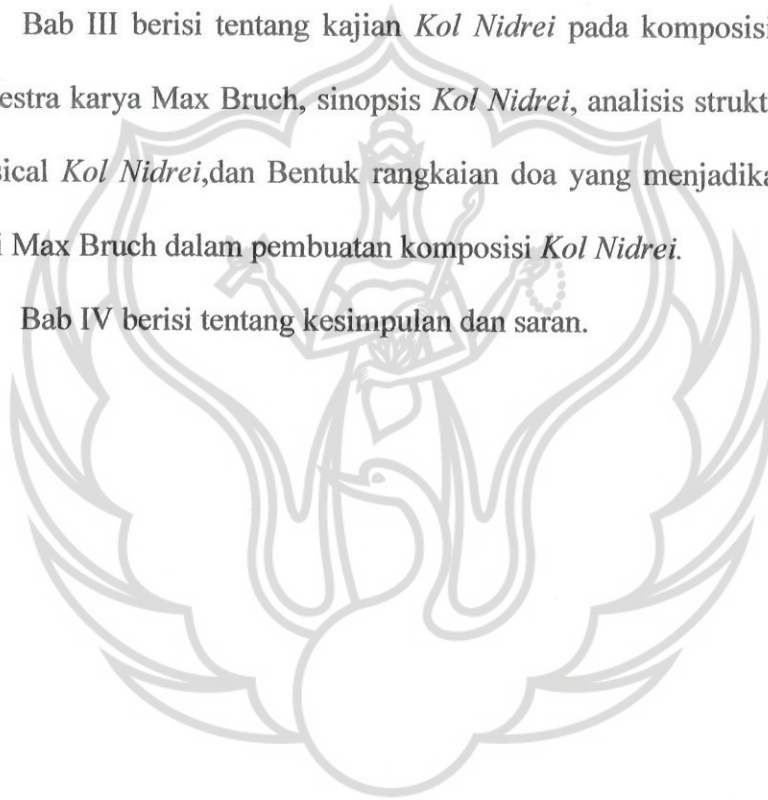 Bab III berisi tentang kajian Kol Nidrei pada komposisi
estra karya Max Bruch, sinopsis Kol Nidrei, analisis strukt
sical Kol Nidrei,dan Bentuk rangkaian doa yang menjadika
i Max Bruch dalam pembuatan komposisi Kol Nidrei.
Bab IV berisi tentang kesimpulan dan saran.